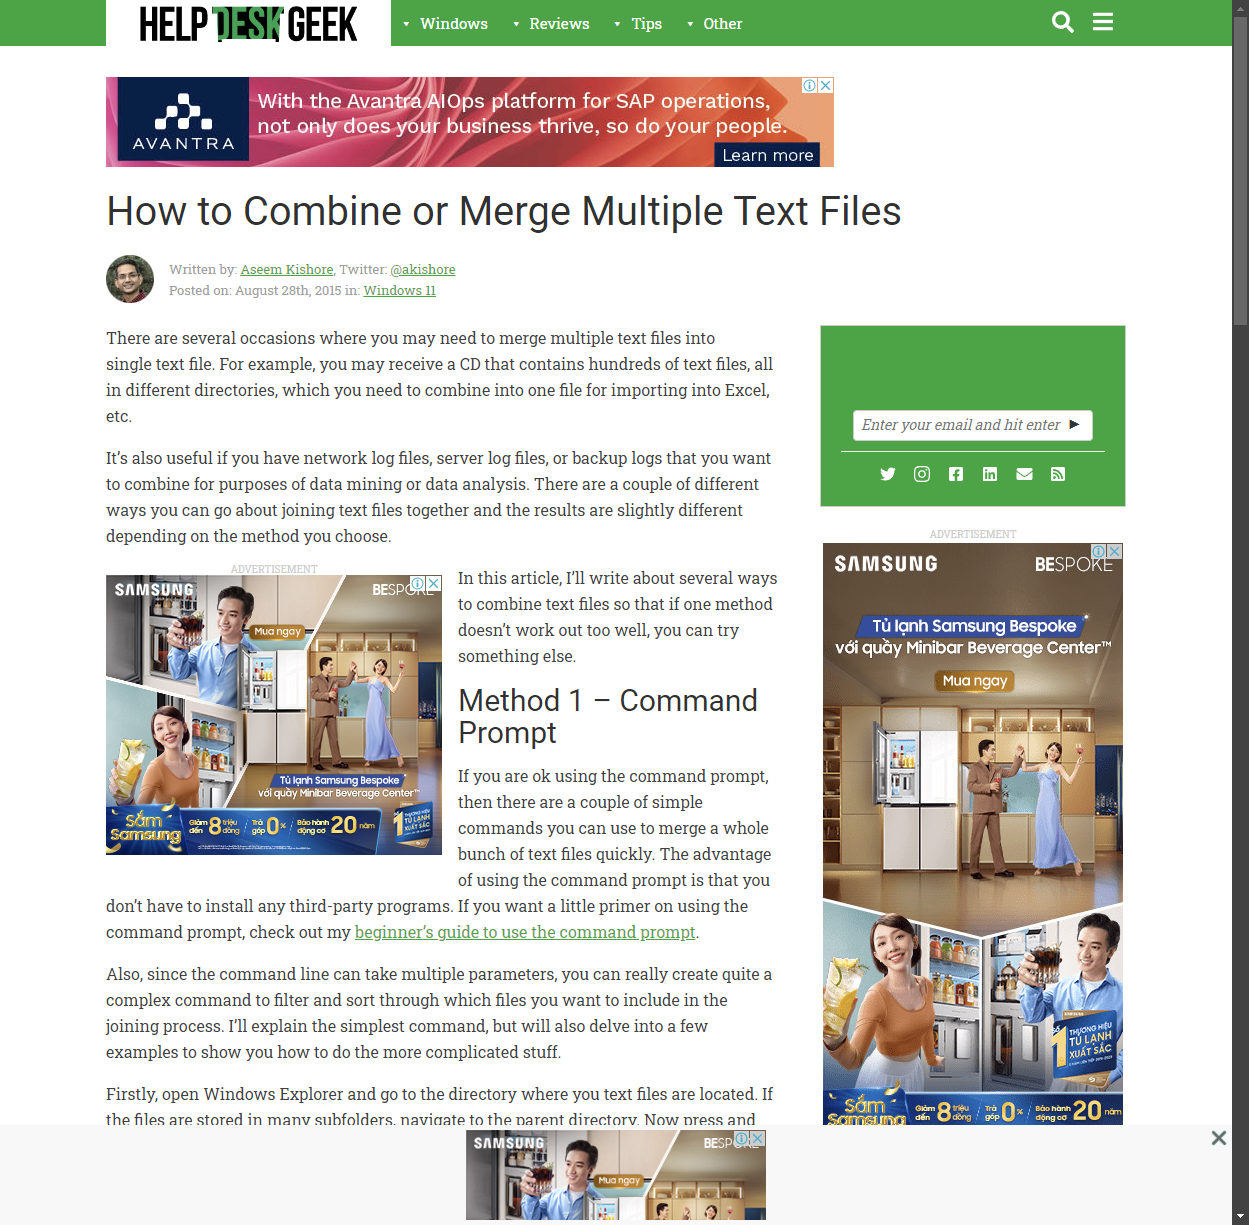 HELP DESK GEEK
Windows
Reviews
Tips
Other
AVANTRA
With the Avantra AIOps platform for SAP operations,
not only does your business thrive, so do your people.
Learn more
How to Combine or Merge Multiple Text Files
Written by: Aseem Kishore, Twitter: @akishore
Posted on: August 28th, 2015 in: Windows 11
There are several occasions where you may need to merge multiple text files into
single text file. For example, you may receive a CD that contains hundreds of text files, all
in different directories, which you need to combine into one file for importing into Excel,
etc.
It's also useful if you have network log files, server log files, or backup logs that you want
to combine for purposes of data mining or data analysis. There are a couple of different
ways you can go about joining text files together and the results are slightly different
depending on the method you choose.
ADVERTISEMENT
SAMSUNG
BESPOKE
Mua ngay
Tủ lạnh Samsung Bespoke
với quầy Minibar Beverage Center™
Sắm
Samsung
Giảm đến 8 triệu đồng
Trả góp 0%
Bảo hành động cơ 20 năm
THƯƠNG HIỆU
TỦ LẠNH
XUẤT SẮC
In this article, I'll write about several ways
to combine text files so that if one method
doesn't work out too well, you can try
something else.
Method 1 – Command
Prompt
If you are ok using the command prompt,
then there are a couple of simple
commands you can use to merge a whole
bunch of text files quickly. The advantage
of using the command prompt is that you
don't have to install any third-party programs. If you want a little primer on using the
command prompt, check out my beginner's guide to use the command prompt.
Also, since the command line can take multiple parameters, you can really create quite a
complex command to filter and sort through which files you want to include in the
joining process. I'll explain the simplest command, but will also delve into a few
examples to show you how to do the more complicated stuff.
Firstly, open Windows Explorer and go to the directory where you text files are located. If
the files are stored in many subfolders, navigate to the parent directory. Now press and
Enter your email and hit enter
ADVERTISEMENT
SAMSUNG
BESPOKE
Tủ lạnh Samsung Bespoke
với quầy Minibar Beverage Center™
Mua ngay
SAMSUNG
Số 1
THƯƠNG HIỆU
TỦ LẠNH
XUẤT SẮC
Sắm
Samsung
Giảm đến 8 triệu đồng
Trả góp 0%
Bảo hành động cơ 20 năm
SAMSUNG
BESPOKE
Mua ngay